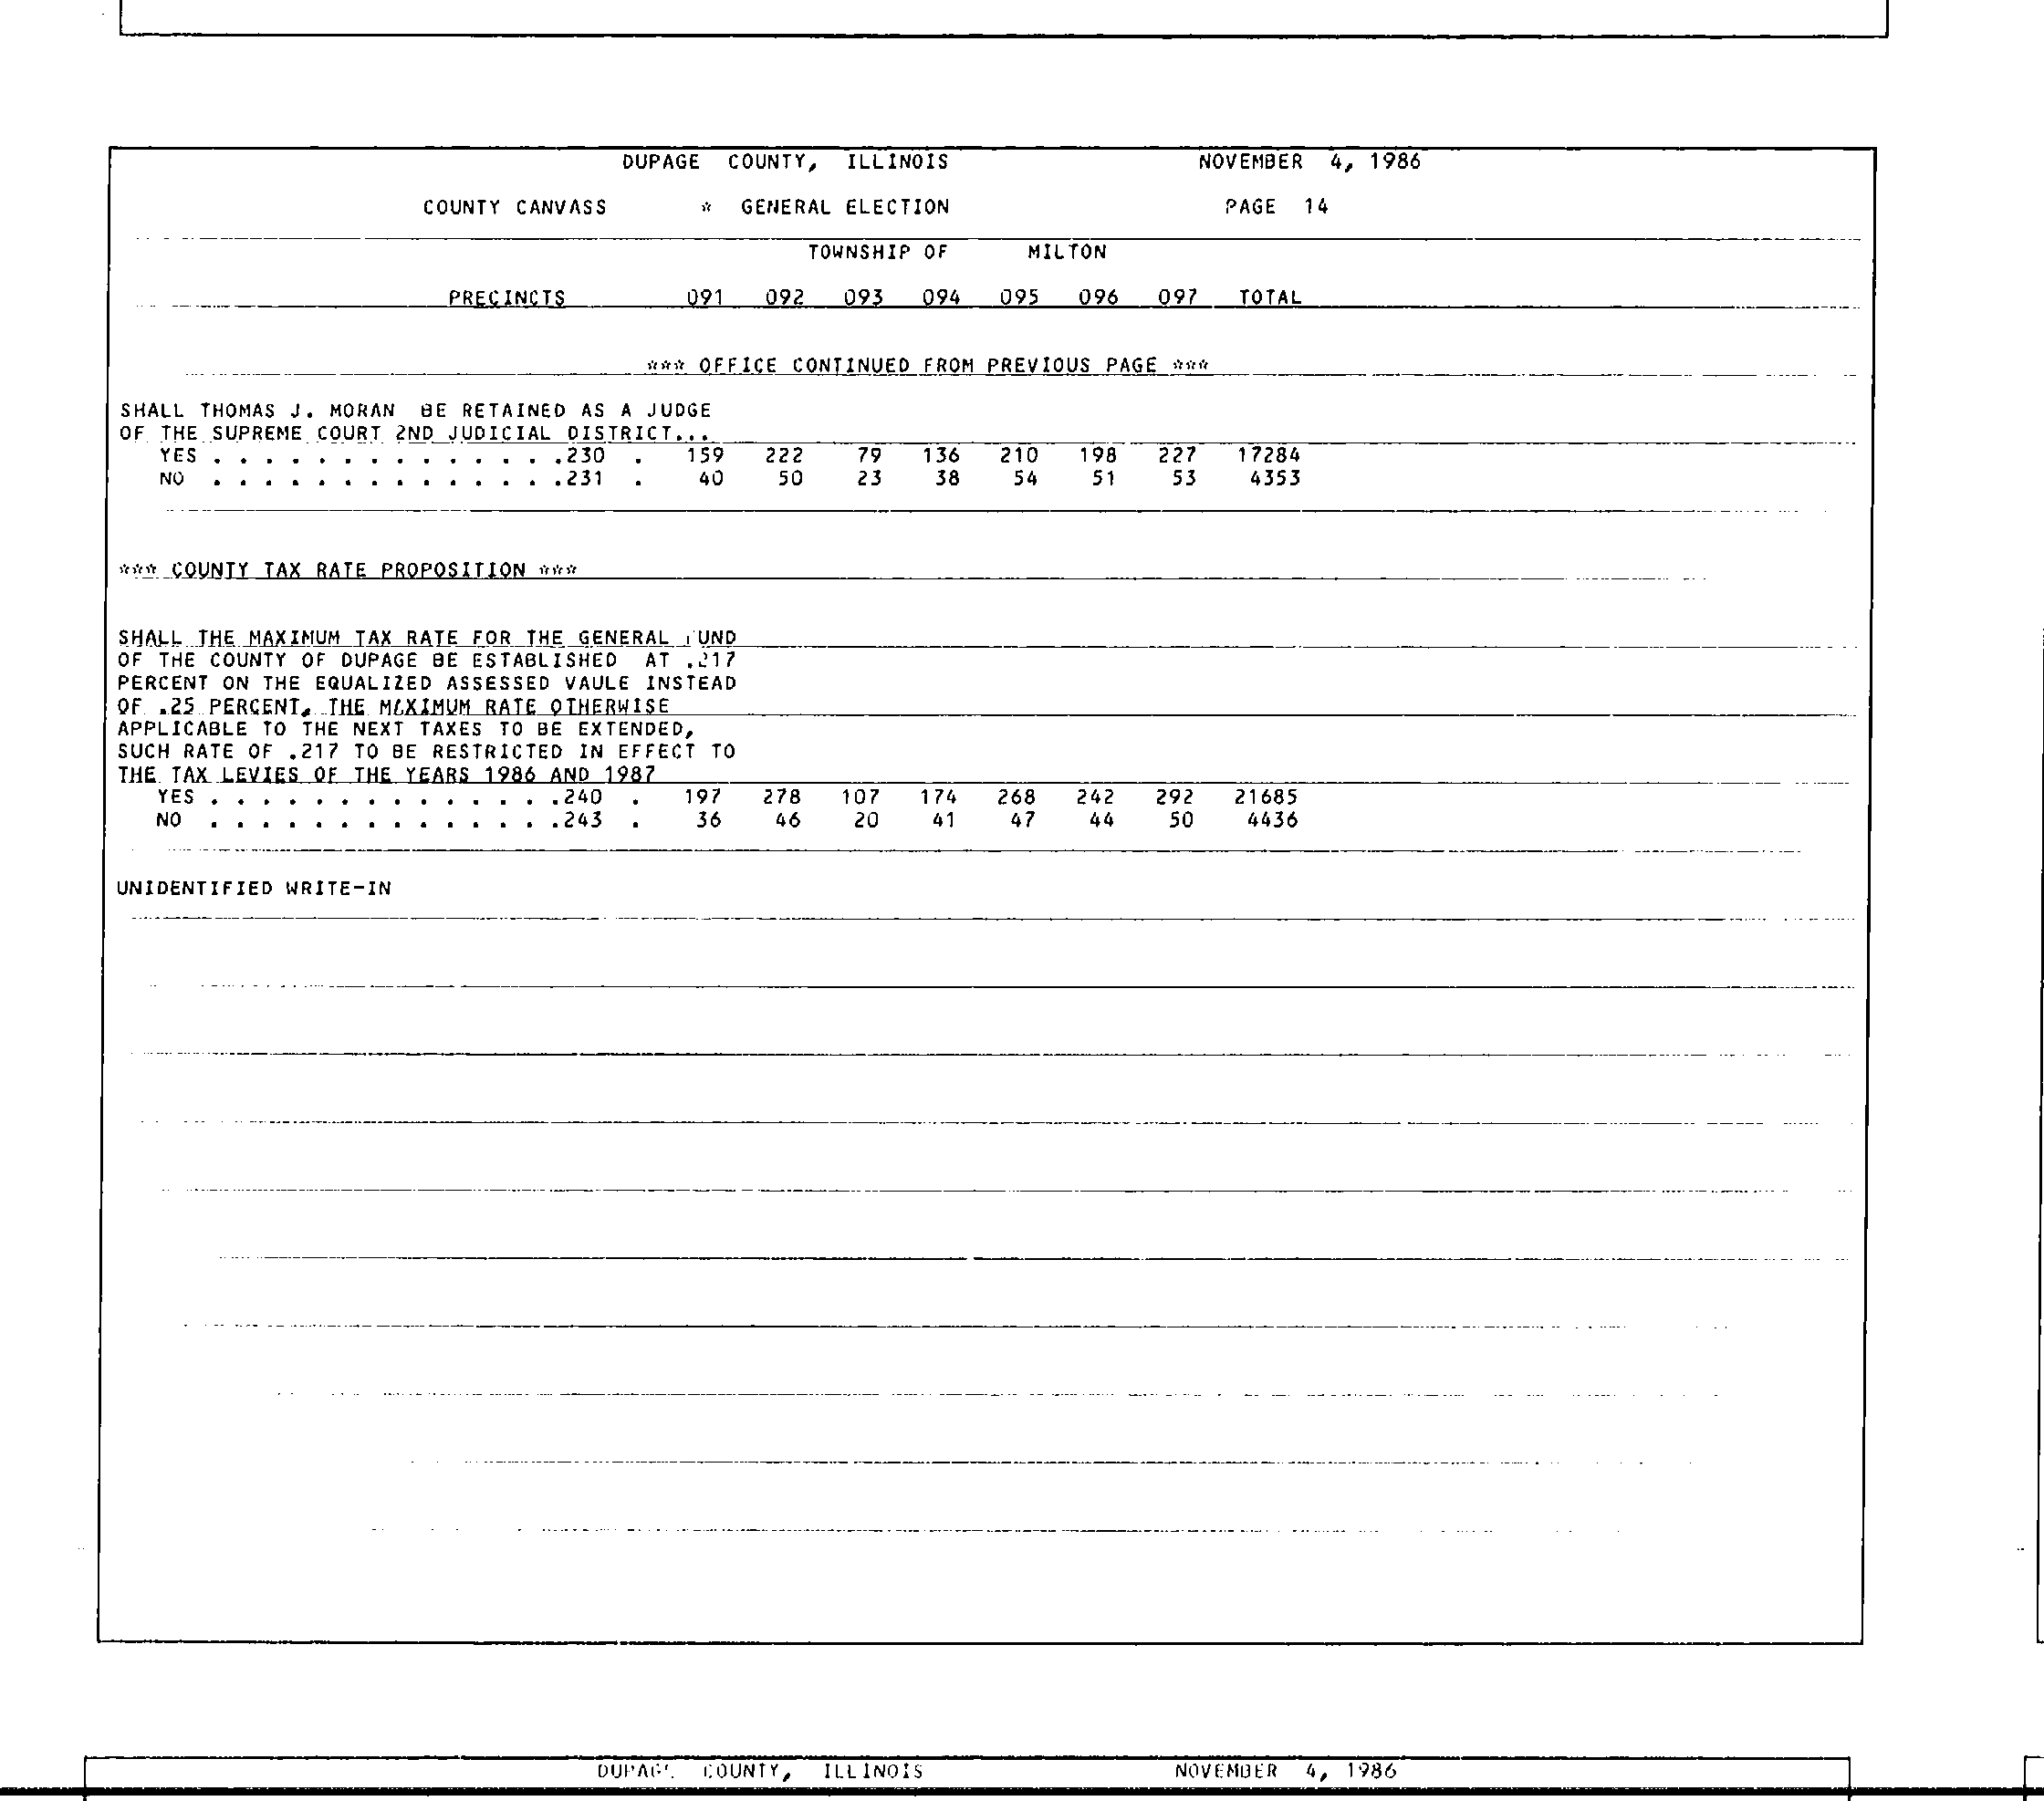 DUPAGE COUNTY, ILLINOIS NOVEMBER 4, 1986
COUNTY CANVASS * GENERAL ELECTION PAGE 14
TOWNSHIP OF MILTON
PRECINCTS 091 092 093 094 095 096 097 TOTAL
*** OFFICE CONTINUED FROM PREVIOUS PAGE ***
SHALL THOMAS J. MORAN BE RETAINED AS A JUDGE
OF THE SUPREME COURT 2ND JUDICIAL DISTRICT...
YES . . . . . . . . . . . . . .230 . 159 222 79 136 210 198 227 17284
NO . . . . . . . . . . . . . .231 . 40 50 23 38 54 51 53 4353
*** COUNTY TAX RATE PROPOSITION ***
SHALL THE MAXIMUM TAX RATE FOR THE GENERAL FUND
OF THE COUNTY OF DUPAGE BE ESTABLISHED AT .217
PERCENT ON THE EQUALIZED ASSESSED VAULE INSTEAD
OF .25 PERCENT, THE MAXIMUM RATE OTHERWISE
APPLICABLE TO THE NEXT TAXES TO BE EXTENDED,
SUCH RATE OF .217 TO BE RESTRICTED IN EFFECT TO
THE TAX LEVIES OF THE YEARS 1986 AND 1987
YES . . . . . . . . . . . . . .240 . 197 278 107 174 268 242 292 21685
NO . . . . . . . . . . . . . .243 . 36 46 20 41 47 44 50 4436
UNIDENTIFIED WRITE-IN
DUPAGE COUNTY, ILLINOIS NOVEMBER 4, 1986